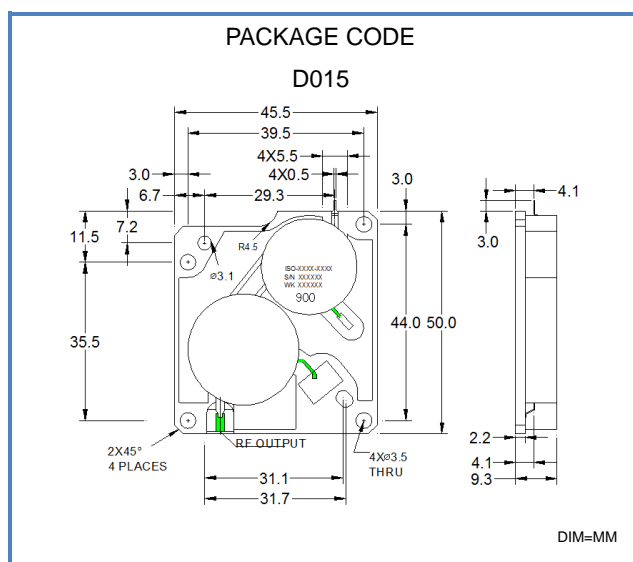 PACKAGE CODE
D015
45.5
39.5
4X5.5
3.0
4X0.5
3.0
4.1
6.7
29.3
7.2
11.5
3.0
R4.5
ø3.1
ISO-XXXX-XXXX
S/N XXXXXX
WK XXXXXX
900
35.5
44.0
50.0
RF OUTPUT
2X45°
4 PLACES
4Xø3.5
THRU
2.2
31.1
4.1
31.7
9.3
DIM=MM